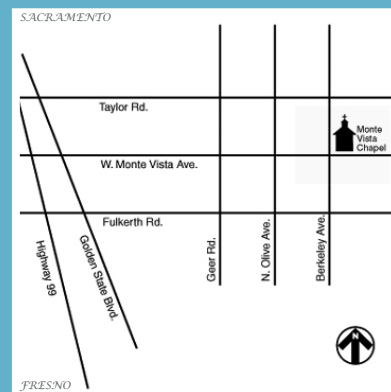 SACRAMENTO
Taylor Rd.
Monte
Vista
Chapel
W. Monte Vista Ave.
Fulkerth Rd.
Highway 99
Golden State Blvd.
Geer Rd.
N. Olive Ave.
Berkeley Ave.
N
FRESNO